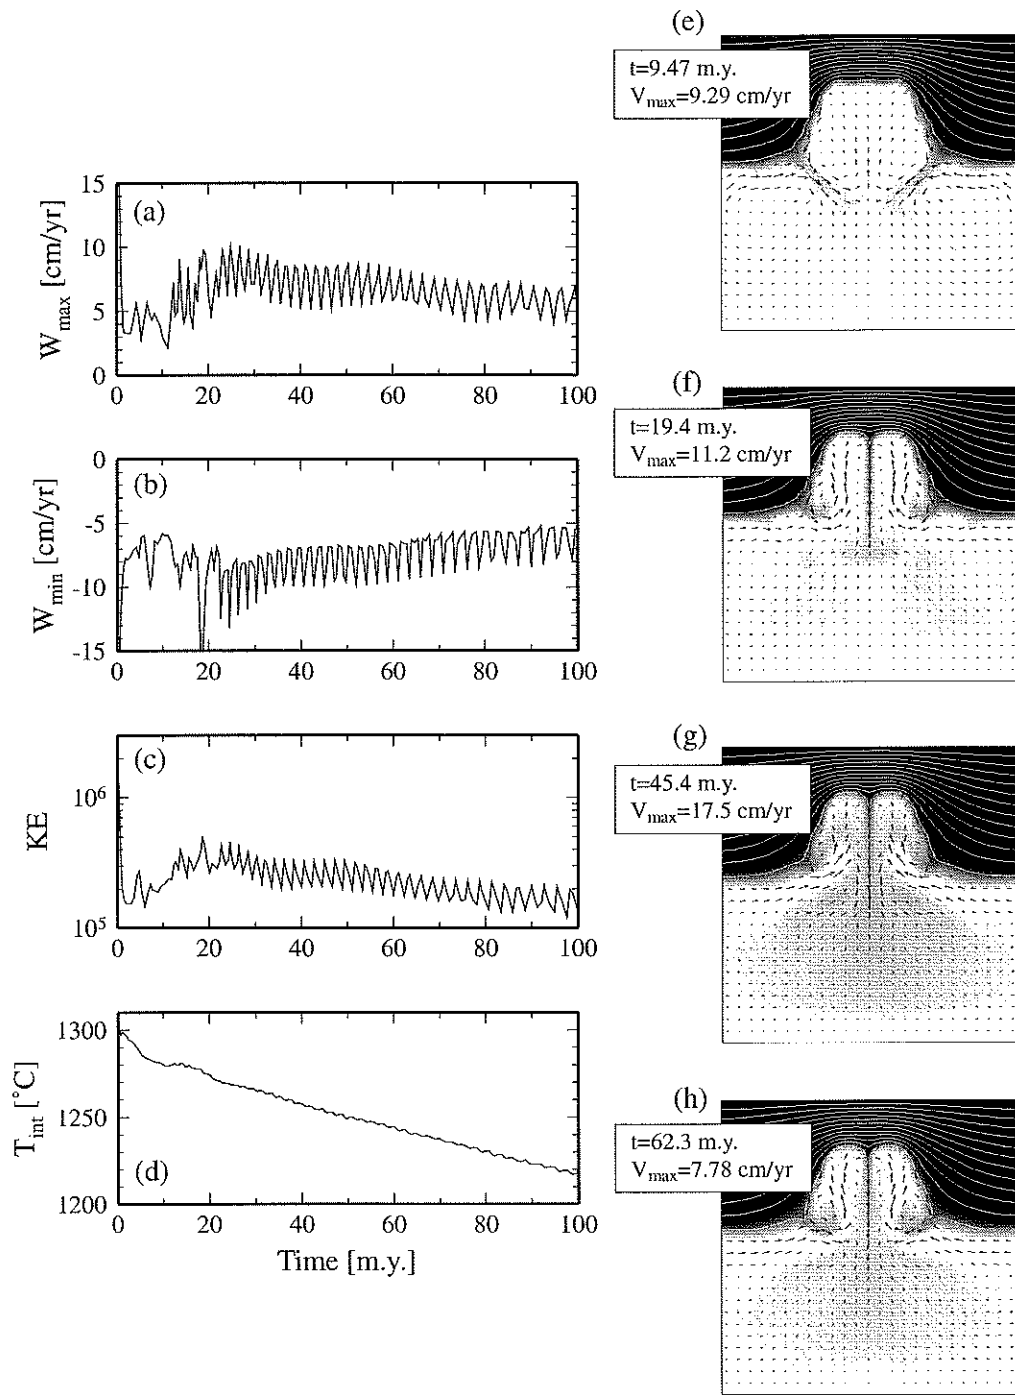 (a)
W_max [cm/yr]
15
10
5
0
0 20 40 60 80 100
(b)
W_min [cm/yr]
0
-5
-10
-15
0 20 40 60 80 100
(c)
KE
10^6
10^5
0 20 40 60 80 100
(d)
T_int [°C]
1300
1250
1200
0 20 40 60 80 100
Time [m.y.]
(e)
t=9.47 m.y.
V_max=9.29 cm/yr
(f)
t=19.4 m.y.
V_max=11.2 cm/yr
(g)
t=45.4 m.y.
V_max=17.5 cm/yr
(h)
t=62.3 m.y.
V_max=7.78 cm/yr